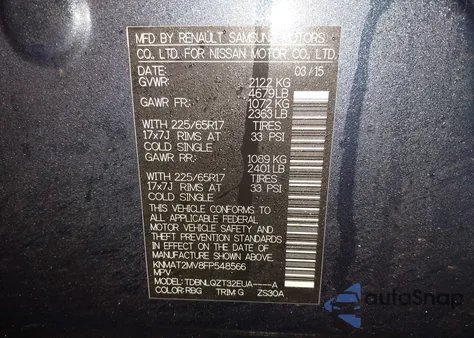 MFD BY RENAULT SAMSUNG MOTORS
CO., LTD. FOR NISSAN MOTOR CO., LTD.
DATE: 03/15
GVWR: 2122 KG
4679LB
GAWR FR: 1072 KG
2363 LB
WITH 225/65R17 TIRES
17x7J RIMS AT 33 PSI
COLD SINGLE
GAWR RR: 1089 KG
2401 LB
WITH 225/65R17 TIRES
17x7J RIMS AT 33 PSI
COLD SINGLE
THIS VEHICLE CONFORMS TO
ALL APPLICABLE FEDERAL
MOTOR VEHICLE SAFETY AND
THEFT PREVENTION STANDARD
IN EFFECT ON THE DATE OF
MANUFACTURE SHOWN ABOVE.
KNMAT2MV8FP548566
MPV
MODEL: TDBNLQZT32EUA----A
COLOR:RBG TRIM:G ZS30A
autoSnap